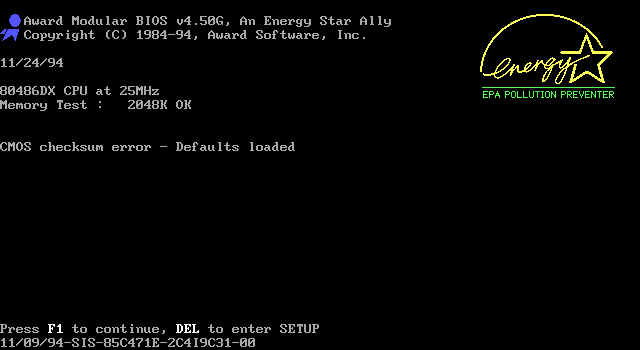 Award Modular BIOS v4.50G, An Energy Star Ally
Copyright (C) 1984-94, Award Software, Inc.
energy
EPA POLLUTION PREVENTER
11/24/94
80486DX CPU at 25MHz
Memory Test :   2048K OK
CMOS checksum error - Defaults loaded
Press F1 to continue, DEL to enter SETUP
11/09/94-SIS-85C471E-2C4I9C31-00